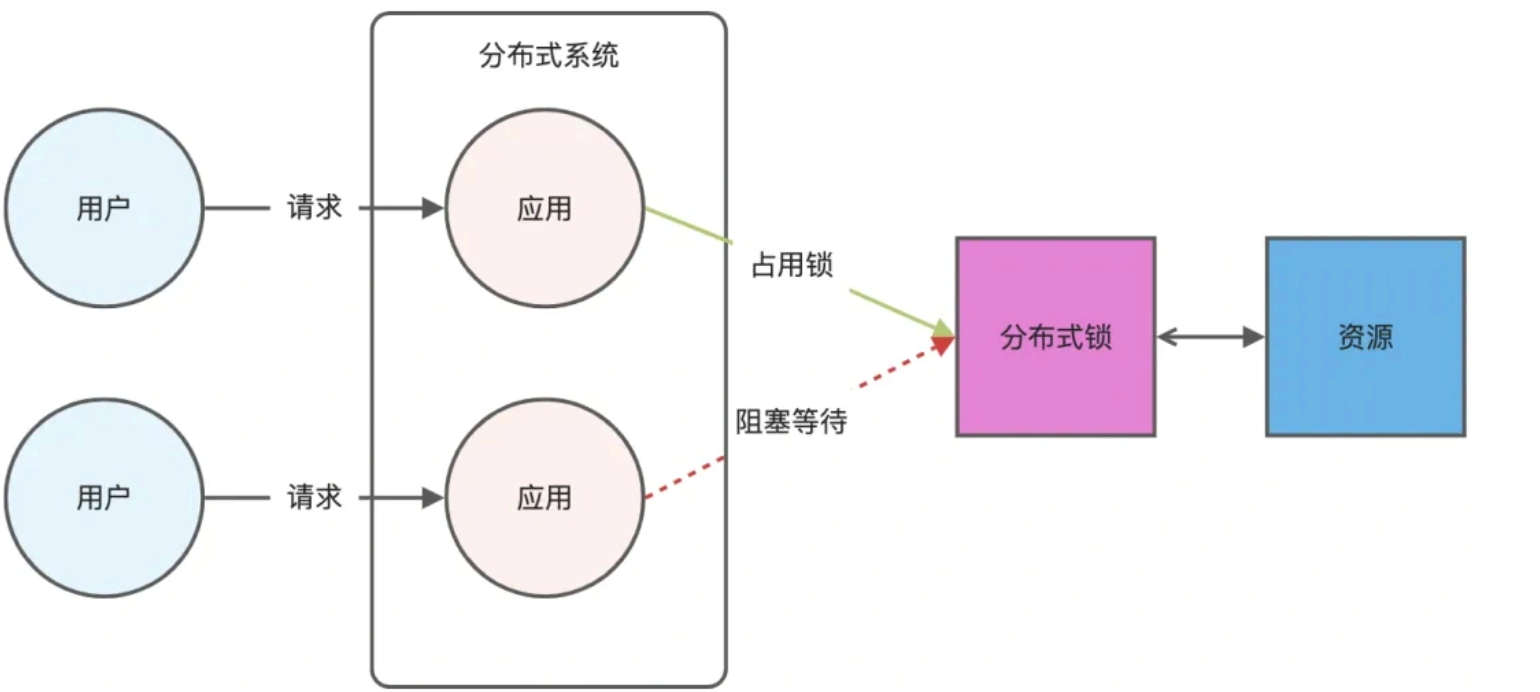 分布式系统
用户
请求
应用
占用锁
分布式锁
资源
阻塞等待
用户
请求
应用